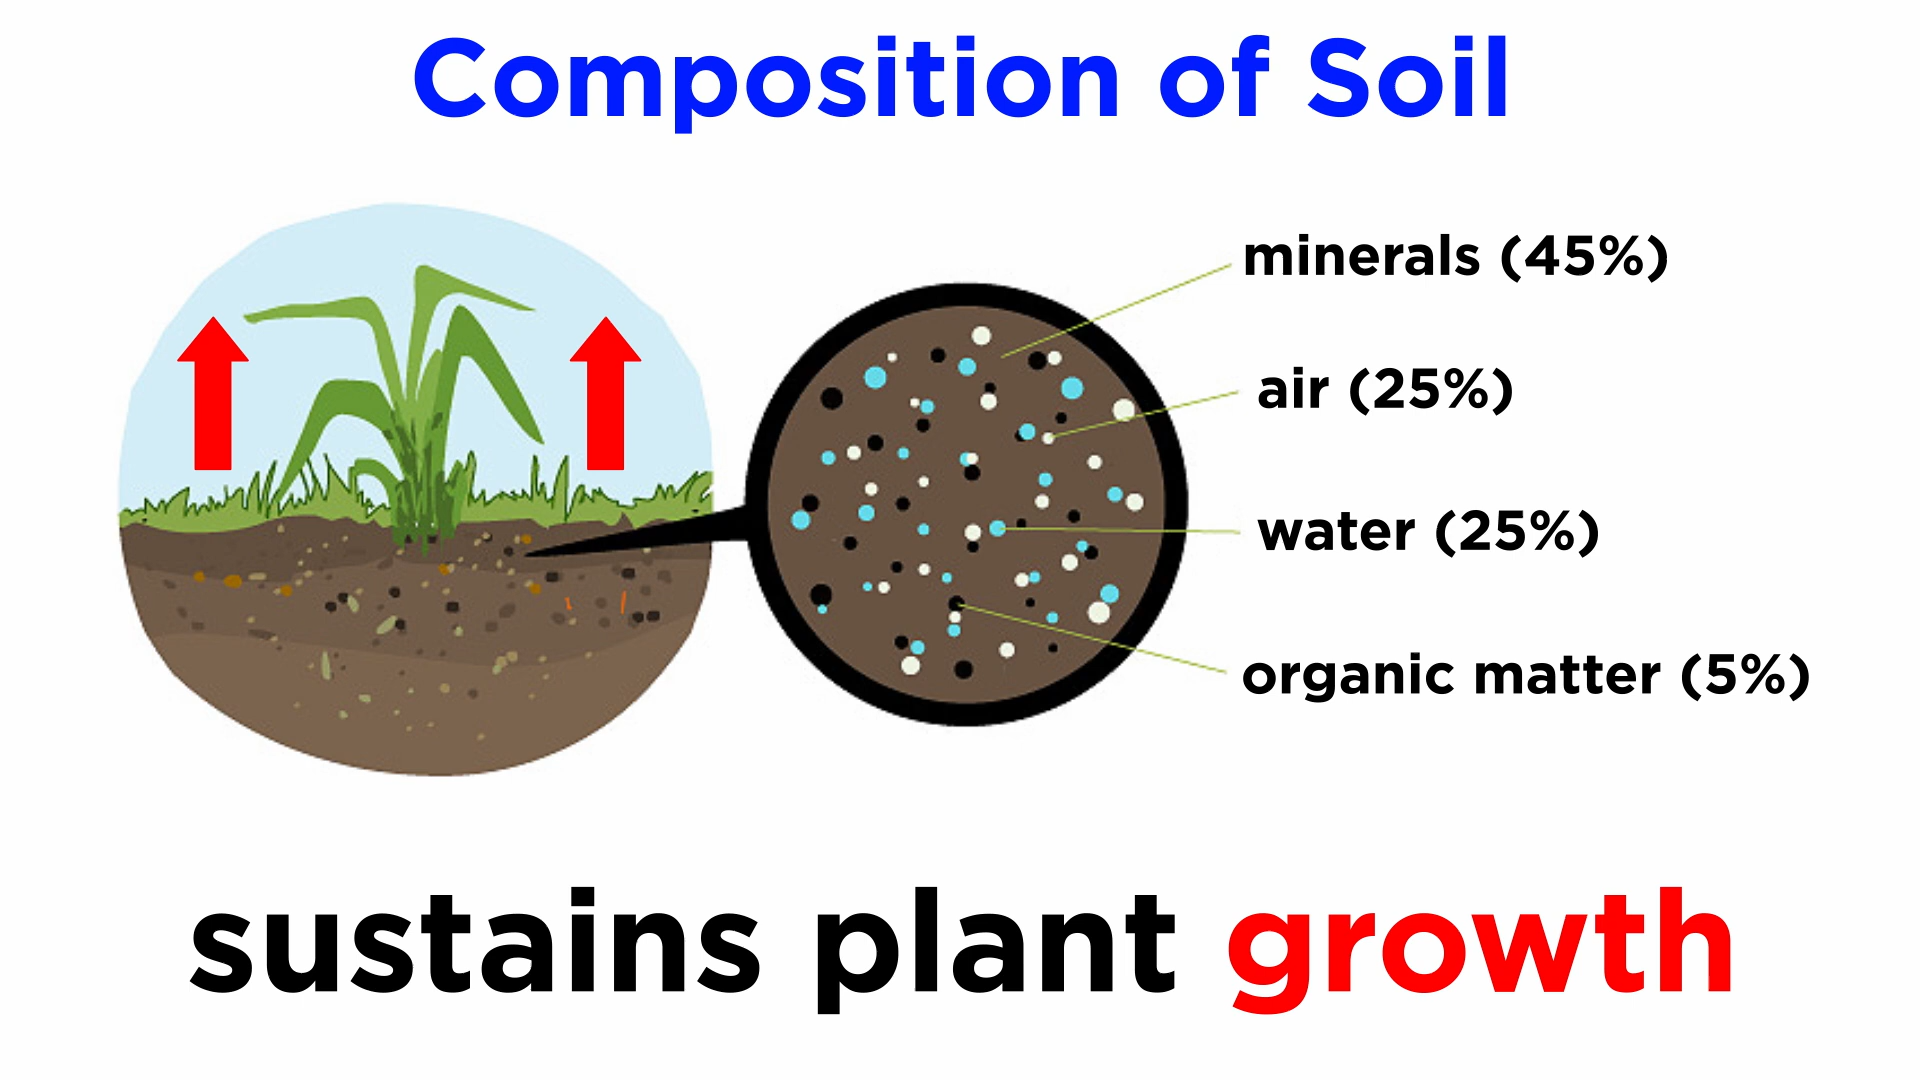 Composition of Soil
minerals (45%)
air (25%)
water (25%)
organic matter (5%)
sustains plant growth